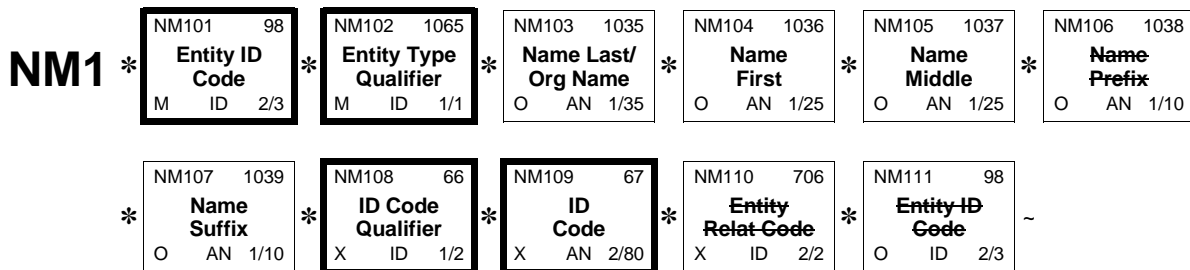 NM101 98 NM102 1065 NM103 1035 NM104 1036 NM105 1037 NM106 1038
NM1 * Entity ID Code * Entity Type Qualifier * Name Last/ Org Name * Name First * Name Middle * Name Prefix
M ID 2/3 M ID 1/1 O AN 1/35 O AN 1/25 O AN 1/25 O AN 1/10
NM107 1039 NM108 66 NM109 67 NM110 706 NM111 98
* Name Suffix * ID Code Qualifier * ID Code * Entity Relat Code * Entity ID Code ~
O AN 1/10 X ID 1/2 X AN 2/80 X ID 2/2 O ID 2/3